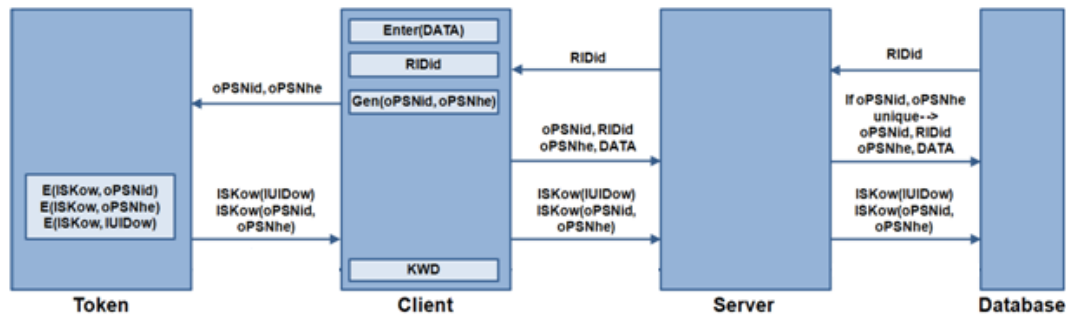 Enter(DATA)
RIDid
RIDid
RIDid
oPSNid, oPSNhe
Gen(oPSNid, oPSNhe)
If oPSNid, oPSNhe
unique-->
oPSNid, RIDid
oPSNhe, DATA
oPSNid, RIDid
oPSNhe, DATA
E(ISKow, oPSNid)
E(ISKow, oPSNhe)
E(ISKow, IUIDow)
ISKow(IUIDow)
ISKow(oPSNid,
oPSNhe)
ISKow(IUIDow)
ISKow(oPSNid,
oPSNhe)
ISKow(IUIDow)
ISKow(oPSNid,
oPSNhe)
KWD
Token
Client
Server
Database